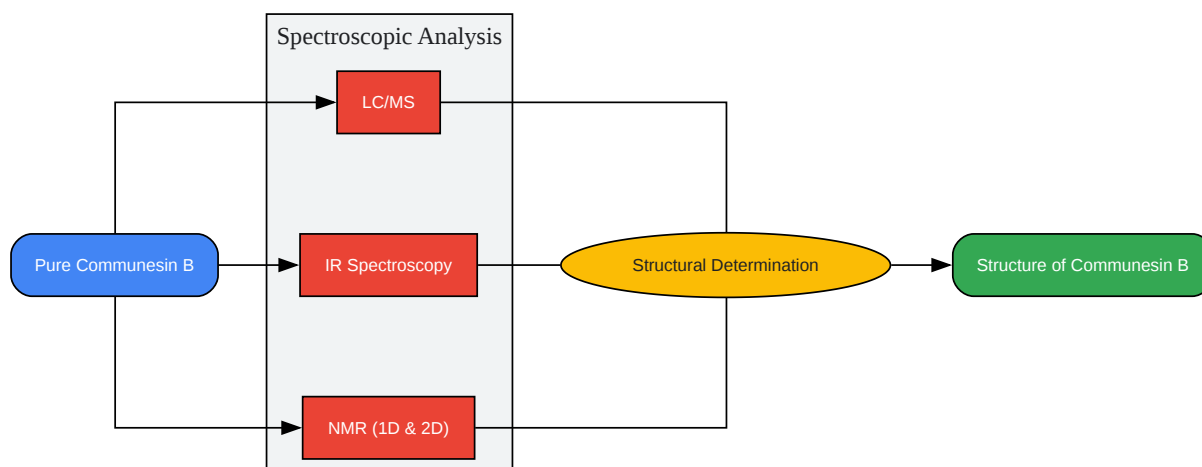 Spectroscopic Analysis
LC/MS
Pure Communesin B
IR Spectroscopy
Structural Determination
Structure of Communesin B
NMR (1D & 2D)